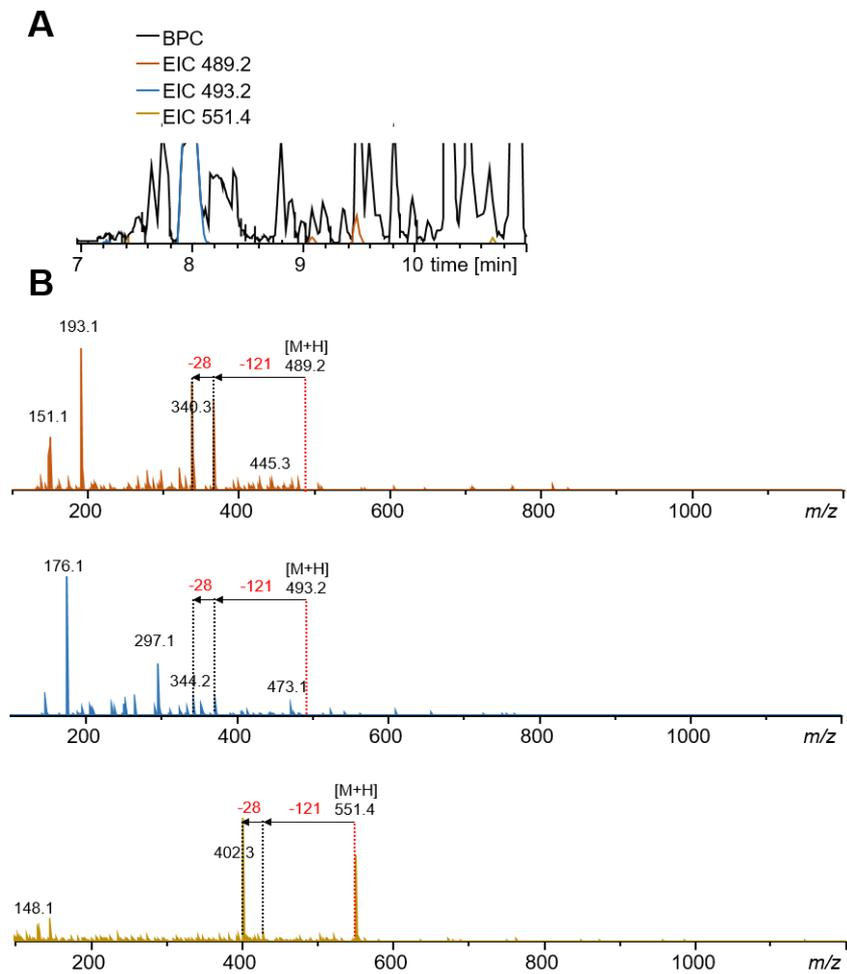 A
BPC
EIC 489.2
EIC 493.2
EIC 551.4
7 8 9 10 time [min]
B
193.1
[M+H]
-28 -121 489.2
340.3
151.1
445.3
200 400 600 800 1000 m/z
176.1
[M+H]
-28 -121 493.2
297.1
344.2
473.1
200 400 600 800 1000 m/z
[M+H]
-28 -121 551.4
402.3
148.1
200 400 600 800 1000 m/z